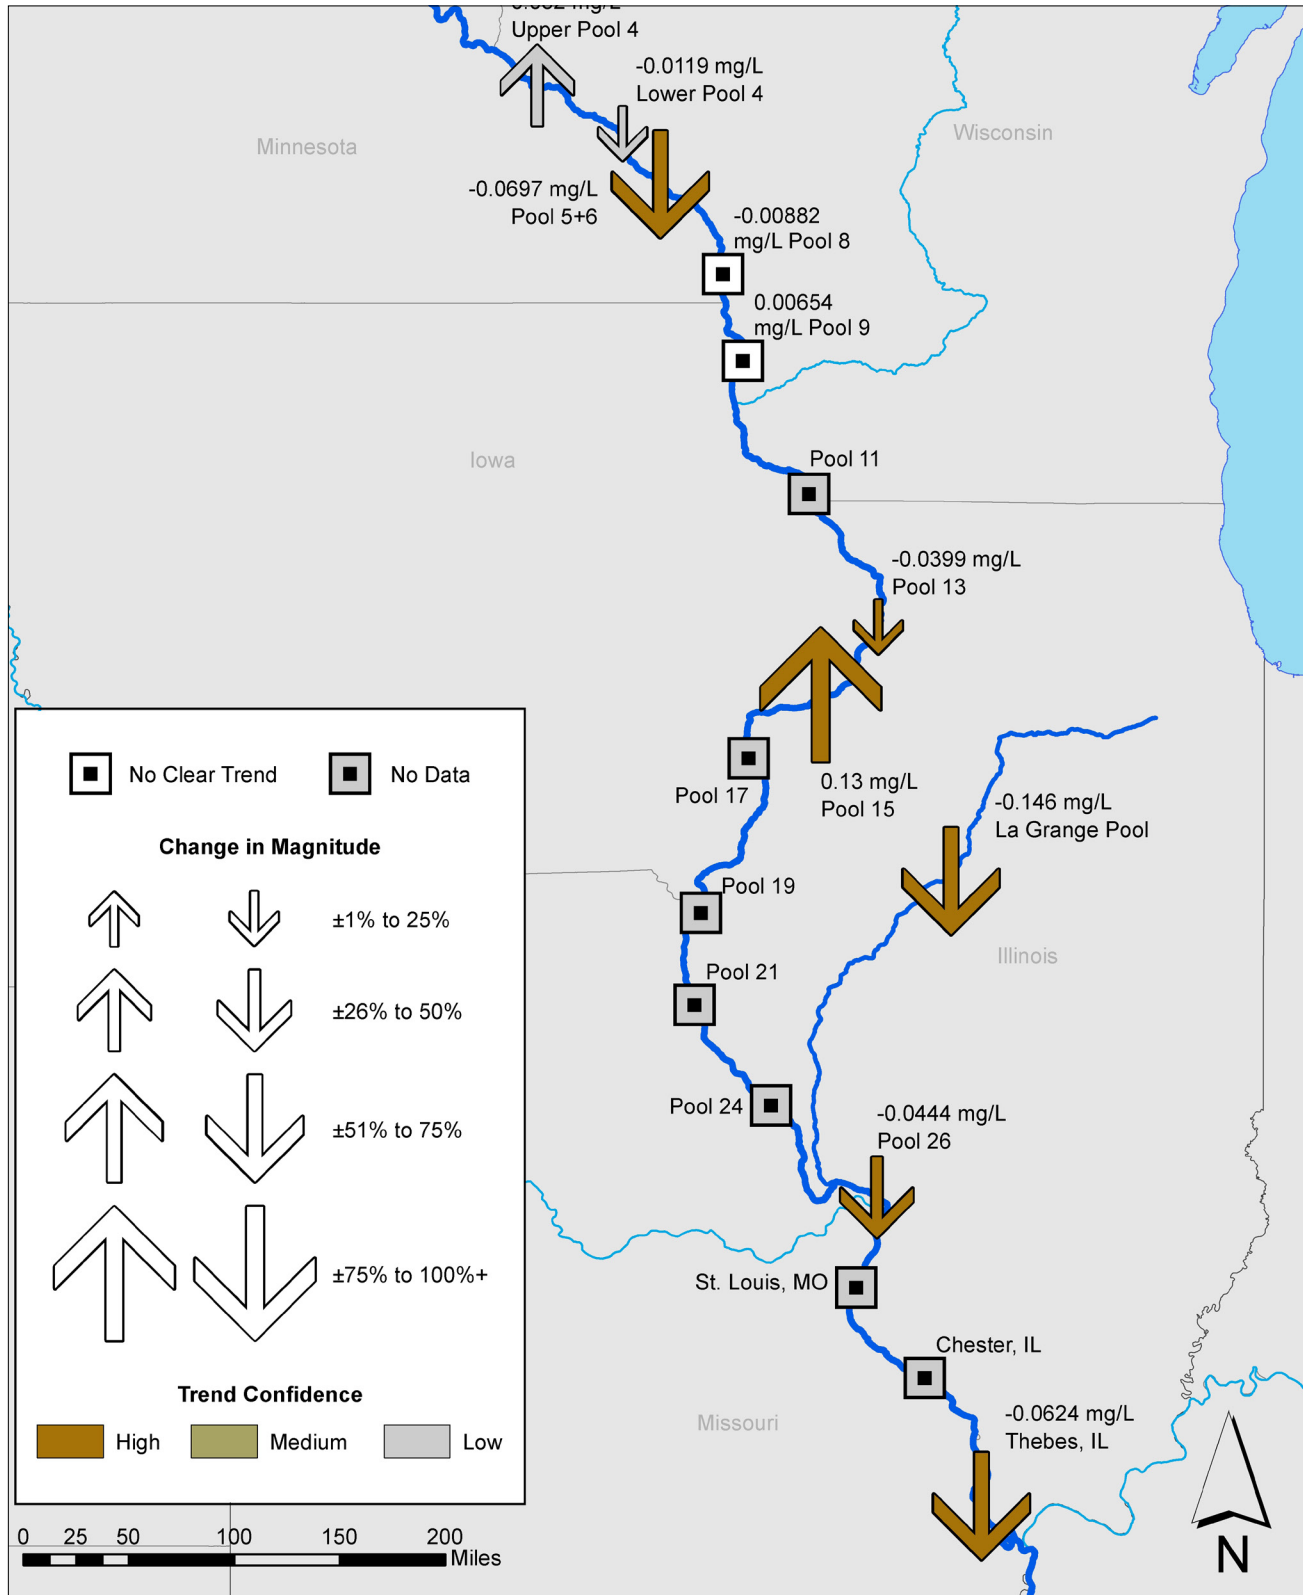 Upper Pool 4
-0.0119 mg/L
Lower Pool 4
Minnesota
Wisconsin
-0.0697 mg/L
Pool 5+6
-0.00882
mg/L Pool 8
0.00654
mg/L Pool 9
Iowa
Pool 11
-0.0399 mg/L
Pool 13
Pool 17
0.13 mg/L
Pool 15
-0.146 mg/L
La Grange Pool
Pool 19
Illinois
Pool 21
Pool 24
-0.0444 mg/L
Pool 26
St. Louis, MO
Chester, IL
Missouri
-0.0624 mg/L
Thebes, IL
No Clear Trend
No Data
Change in Magnitude
±1% to 25%
±26% to 50%
±51% to 75%
±75% to 100%+
Trend Confidence
High
Medium
Low
0 25 50 100 150 200
Miles
N